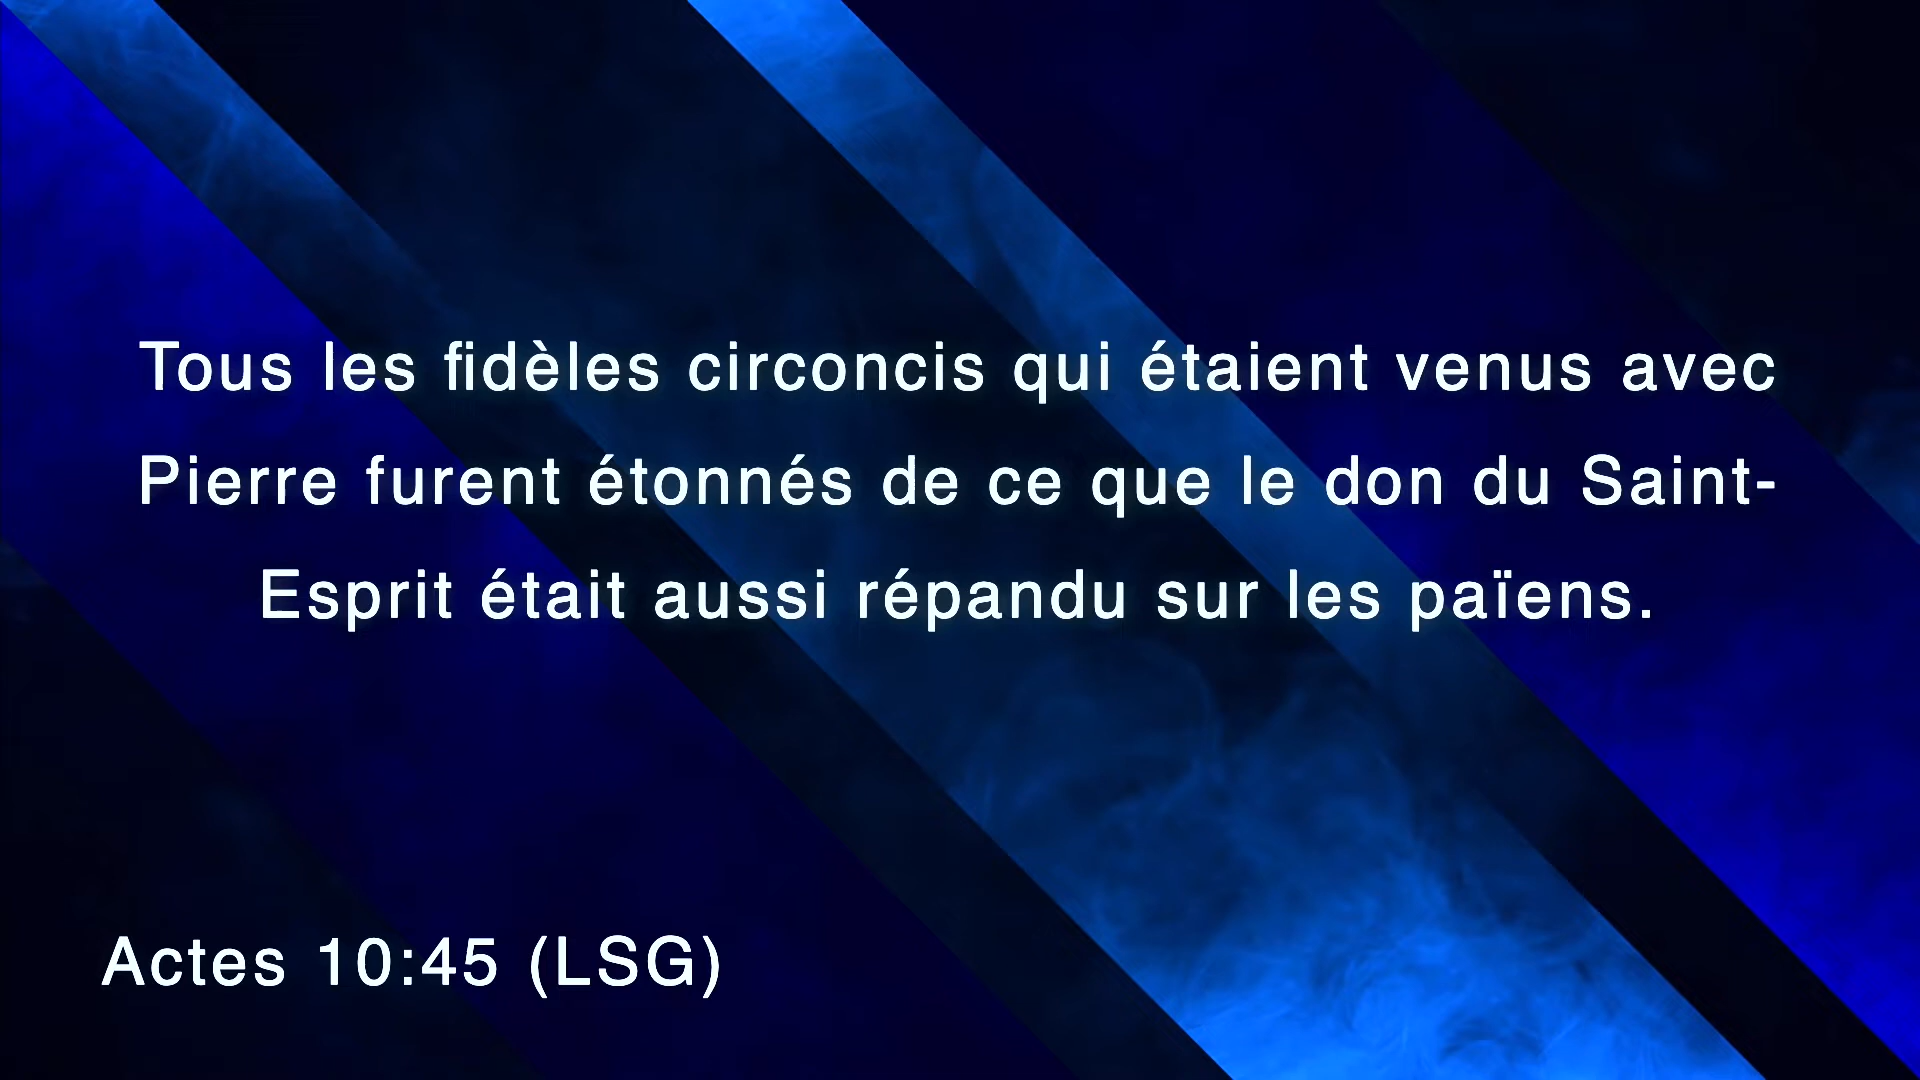 Tous les fidèles circoncis qui étaient venus avec
Pierre furent étonnés de ce que le don du Saint-
Esprit était aussi répandu sur les païens.
Actes 10:45 (LSG)